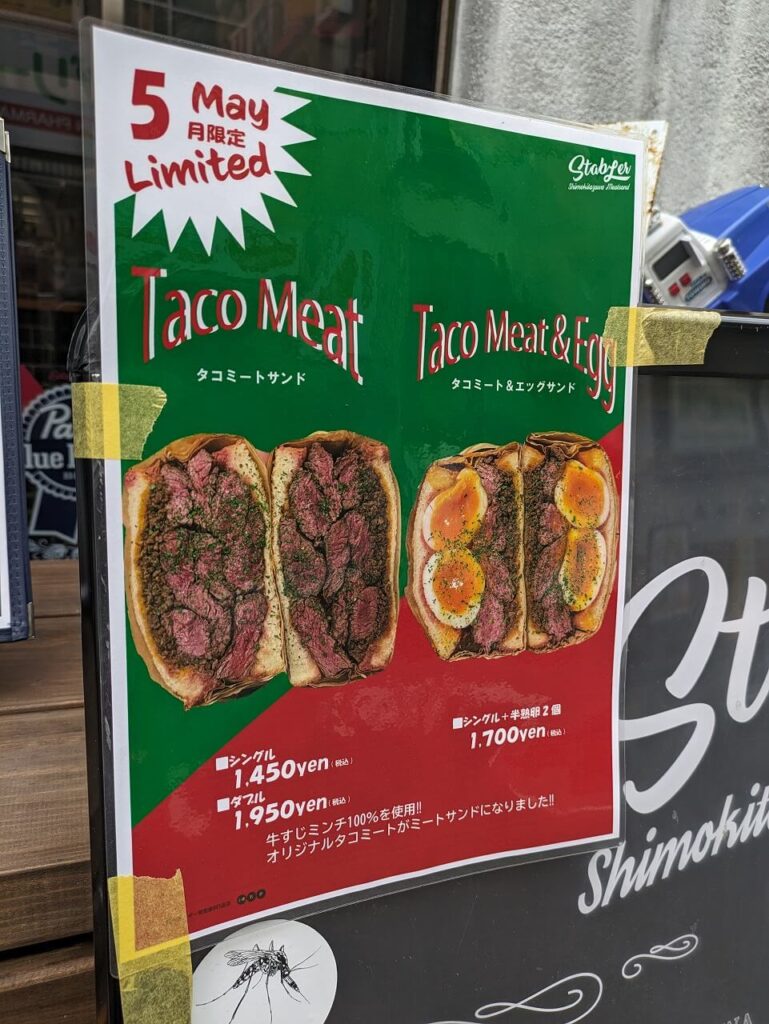 5 May
月限定
Limited
Stabler
Shimokitazawa Meatsand
Taco Meat
タコミートサンド
Taco Meat & Egg
タコミート&エッグサンド
■シングル
1,450yen(税込)
■ダブル
1,950yen(税込)
■シングル+半熟卵2個
1,700yen(税込)
牛すじミンチ100%を使用!!
オリジナルタコミートがミートサンドになりました!!
St
Shimokita